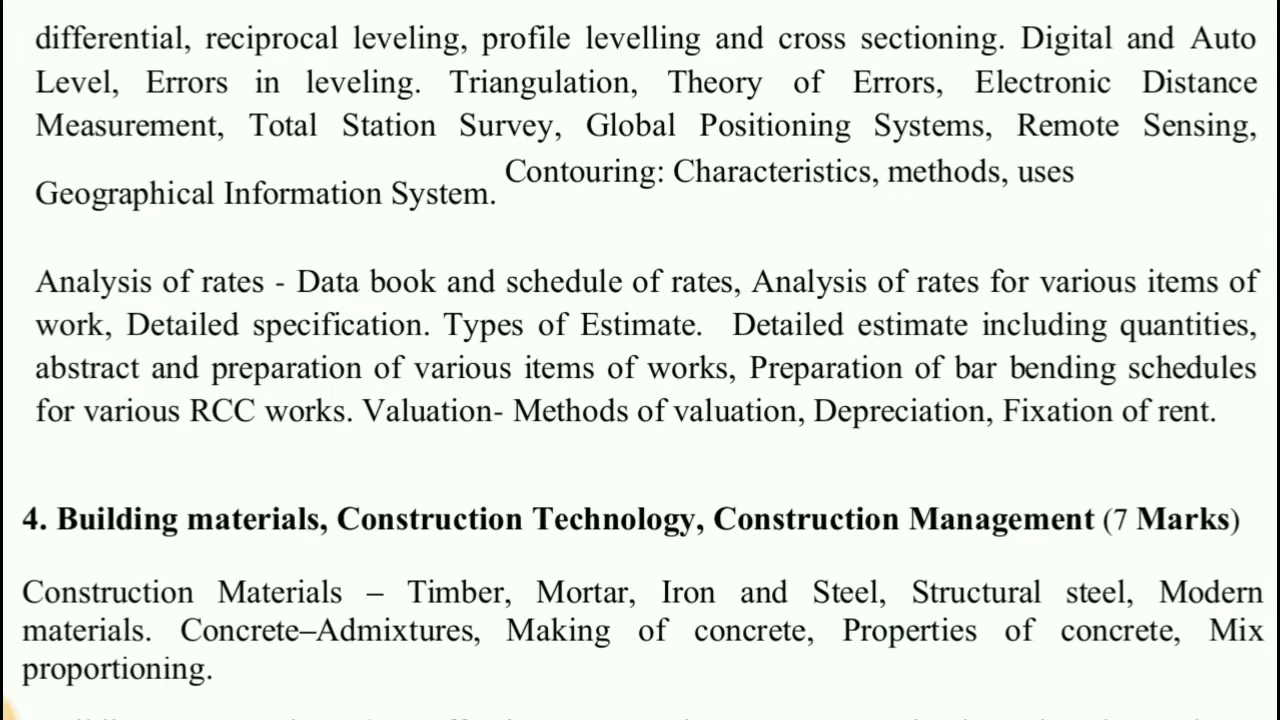 differential, reciprocal leveling, profile levelling and cross sectioning. Digital and Auto
Level, Errors in leveling. Triangulation, Theory of Errors, Electronic Distance
Measurement, Total Station Survey, Global Positioning Systems, Remote Sensing,
Geographical Information System. Contouring: Characteristics, methods, uses
Analysis of rates - Data book and schedule of rates, Analysis of rates for various items of
work, Detailed specification. Types of Estimate. Detailed estimate including quantities,
abstract and preparation of various items of works, Preparation of bar bending schedules
for various RCC works. Valuation- Methods of valuation, Depreciation, Fixation of rent.
4. Building materials, Construction Technology, Construction Management (7 Marks)
Construction Materials – Timber, Mortar, Iron and Steel, Structural steel, Modern
materials. Concrete–Admixtures, Making of concrete, Properties of concrete, Mix
proportioning.